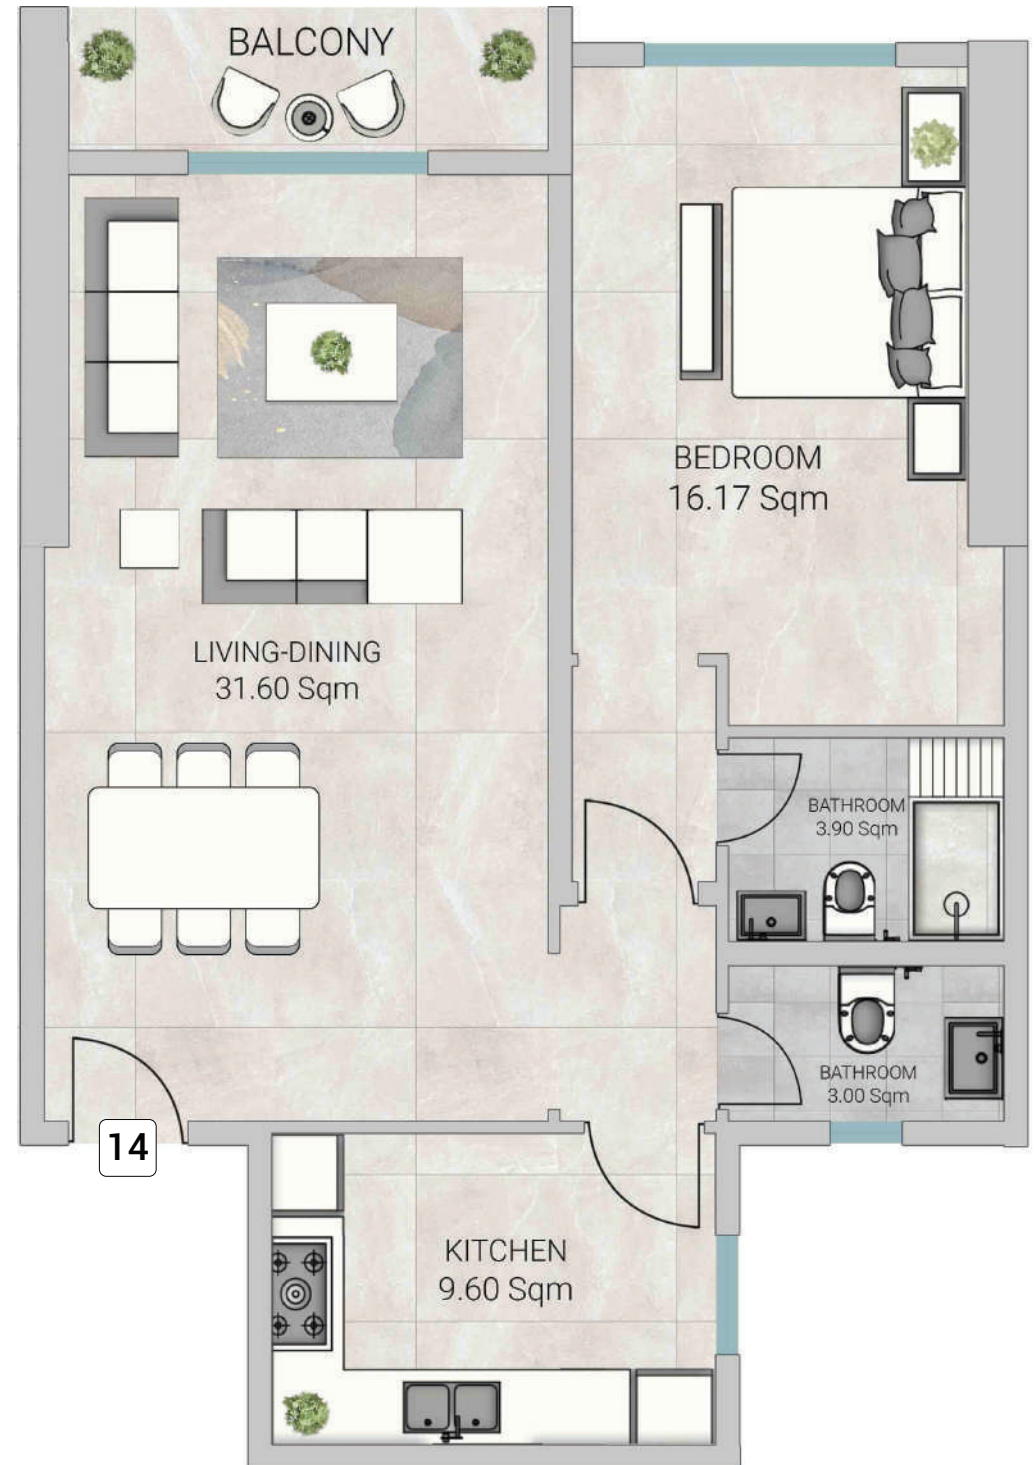 BALCONY
BEDROOM
16.17 Sqm
LIVING-DINING
31.60 Sqm
BATHROOM
3.90 Sqm
BATHROOM
3.00 Sqm
14
KITCHEN
9.60 Sqm